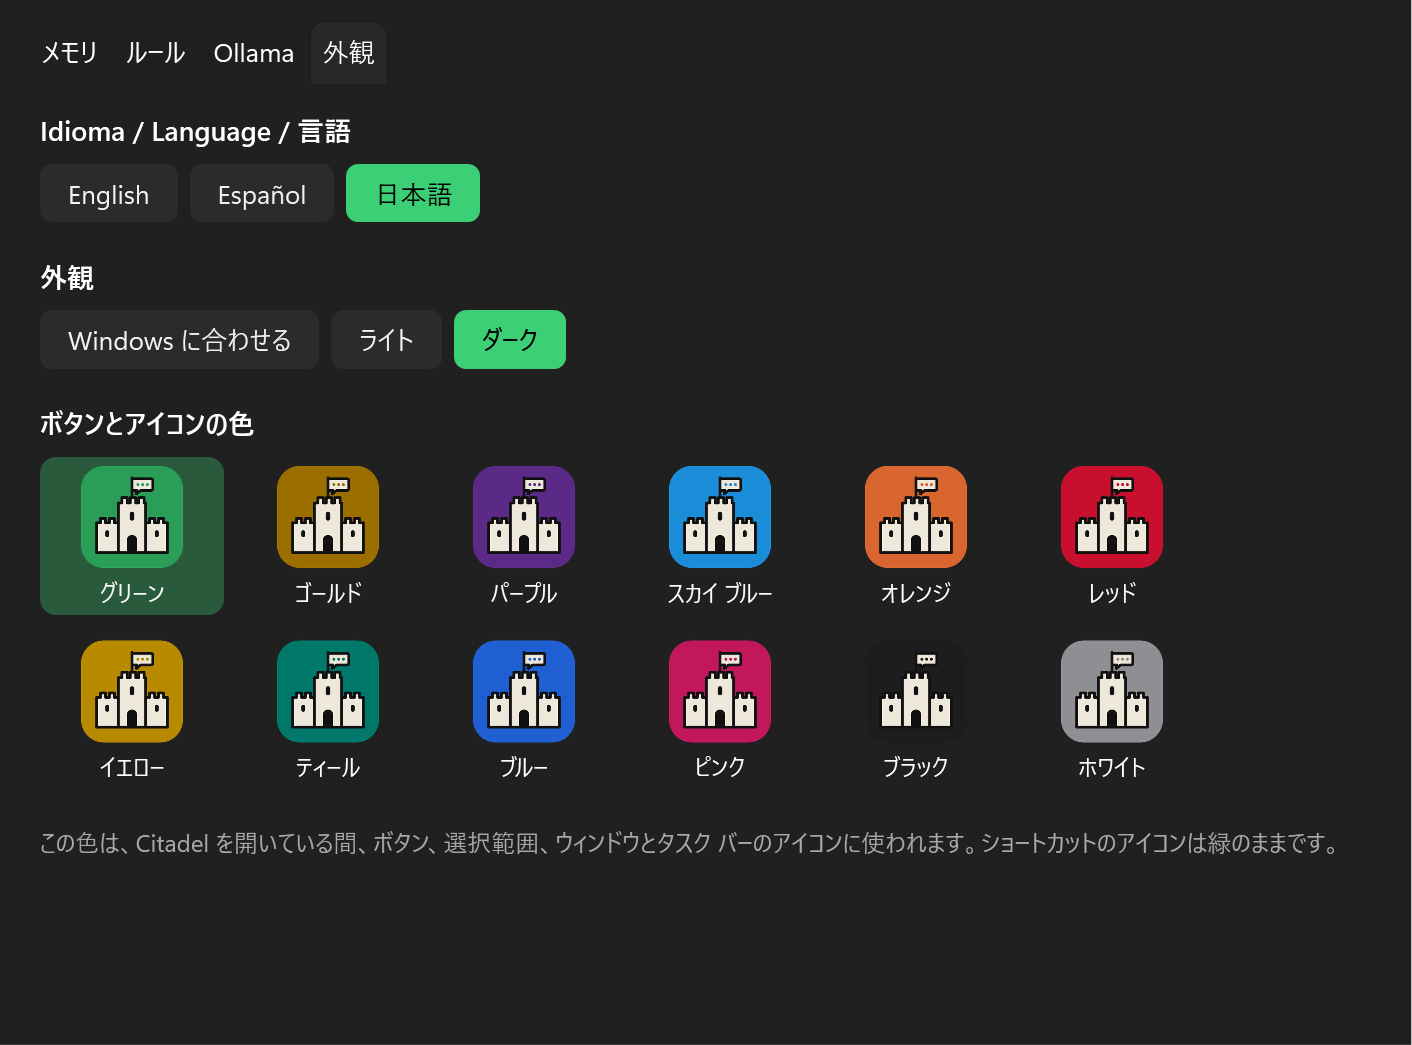 メモリ ルール Ollama 外観
Idioma / Language / 言語
English Español 日本語
外観
Windows に合わせる ライト ダーク
ボタンとアイコンの色
グリーン ゴールド パープル スカイ ブルー オレンジ レッド
イエロー ティール ブルー ピンク ブラック ホワイト
この色は、Citadel を開いている間、ボタン、選択範囲、ウィンドウとタスク バーのアイコンに使われます。ショートカットのアイコンは緑のままです。